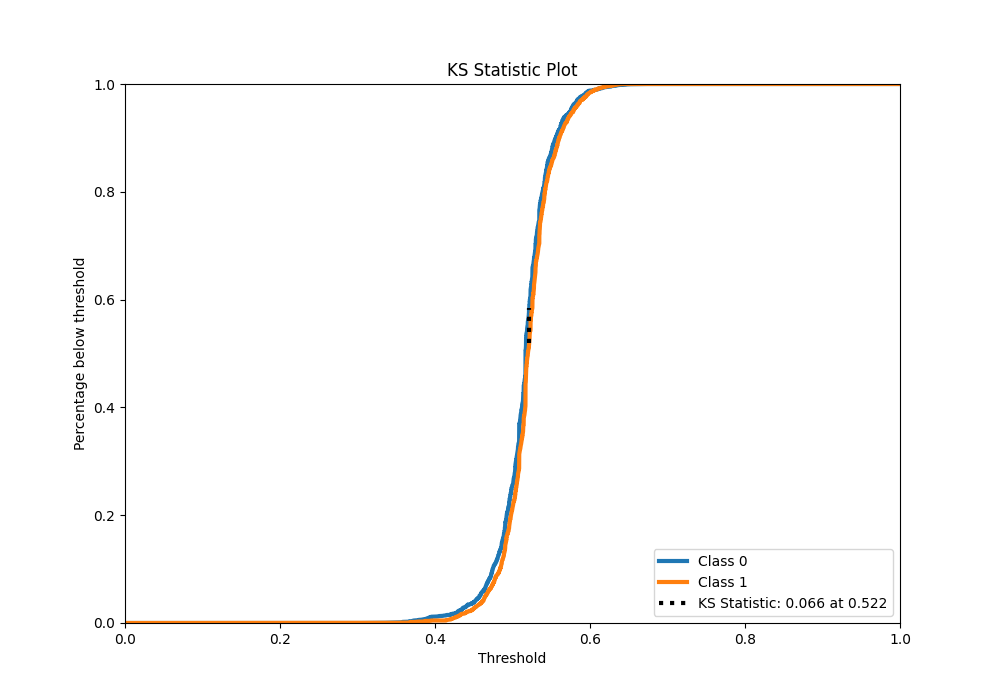 KS Statistic Plot
1.0
0.8
0.6
0.4
0.2
0.0
Percentage below threshold
0.0 0.2 0.4 0.6 0.8 1.0
Threshold
Class 0
Class 1
KS Statistic: 0.066 at 0.522